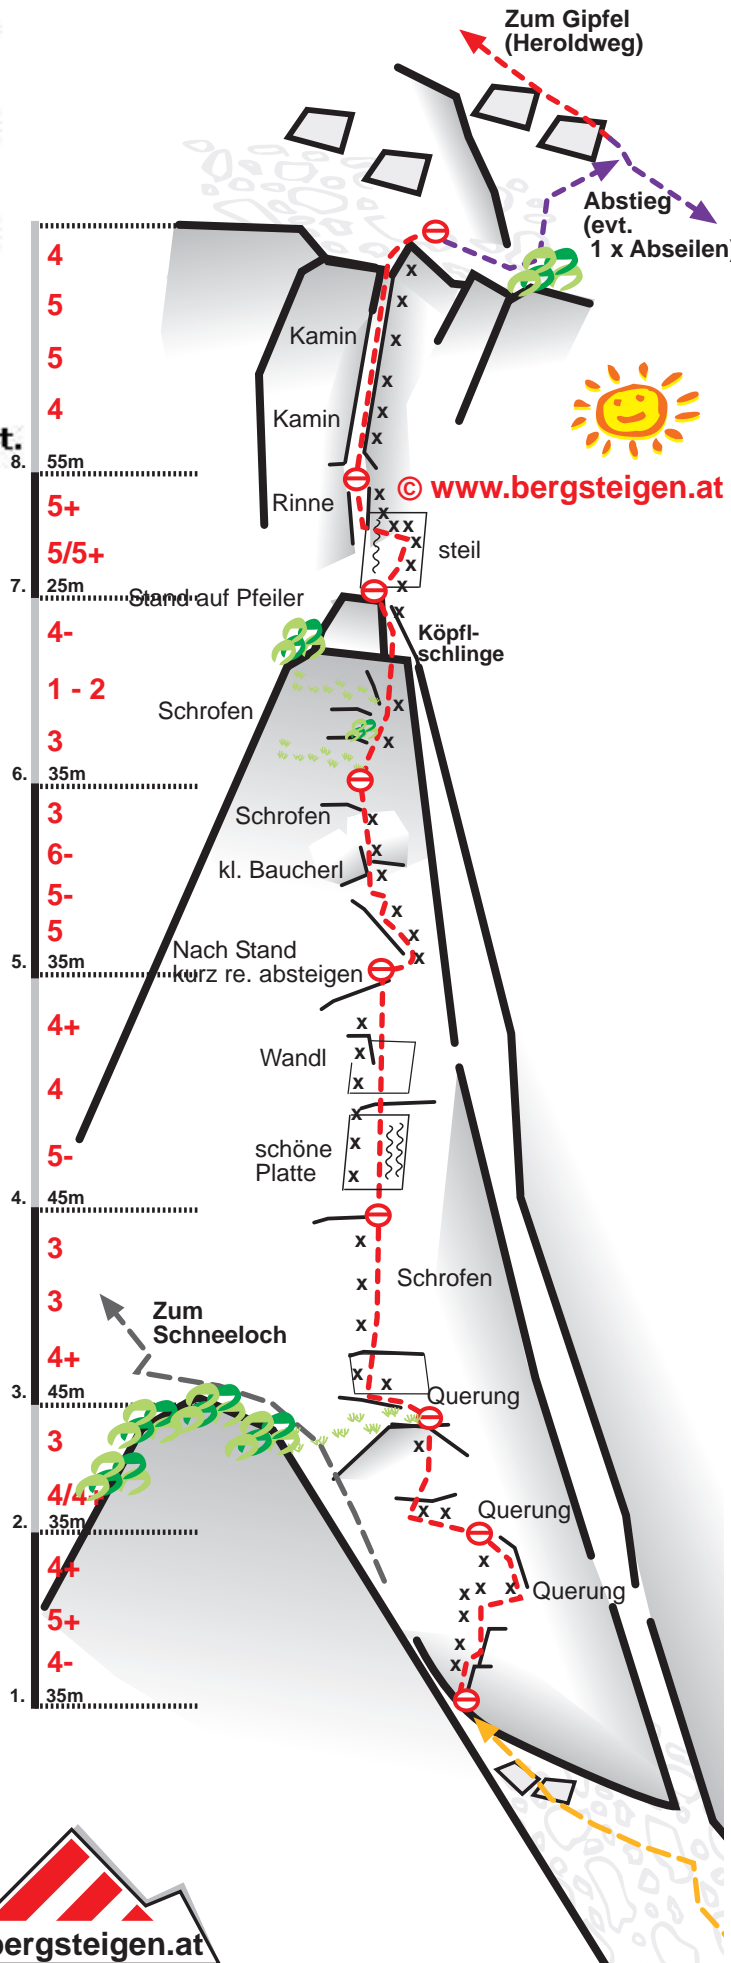 Zum Gipfel
(Heroldweg)
Abstieg
(evt.
1 x Abseilen)
4
5
5
4
Kamin
Kamin
t.
8. 55m
© www.bergsteigen.at
5+
Rinne
5/5+
steil
7. 25m
Stand auf Pfeiler
4-
Köpfl-
schlinge
1 - 2
Schrofen
3
6. 35m
3
Schrofen
6-
kl. Baucherl
5-
5
Nach Stand
kurz re. absteigen
5. 35m
4+
Wandl
4
schöne
Platte
5-
4. 45m
3
Schrofen
3
Zum
Schneeloch
4+
3. 45m
Querung
3
4/4+
Querung
2. 35m
4+
Querung
5+
4-
1. 35m
bergsteigen.at
x x x x x x x x x x x x x x x x x x x x x x x x x x x x x x x x x x x x x x x x x x x x x x